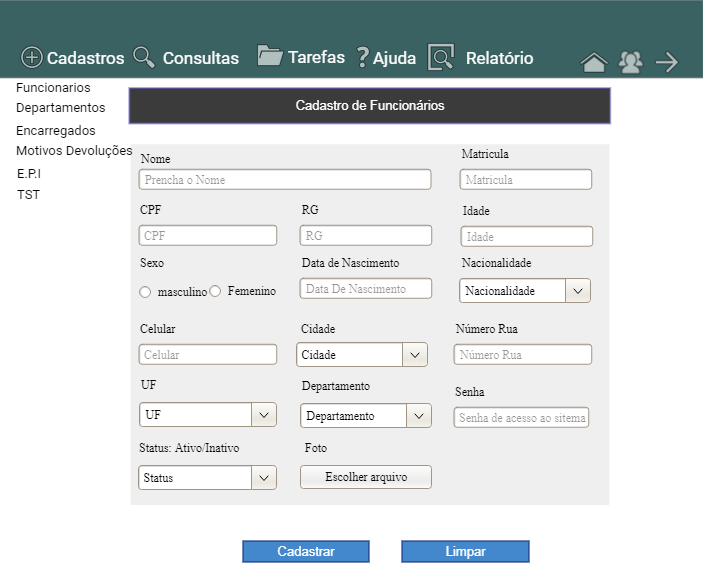 Cadastros Consultas Tarefas ? Ajuda Relatório
Funcionarios
Departamentos
Encarregados
Motivos Devoluções
E.P.I
TST
Cadastro de Funcionários
Nome Matricula
Prencha o Nome Matricula
CPF RG Idade
CPF RG Idade
Sexo Data de Nascimento Nacionalidade
masculino Femenino Data De Nascimento Nacionalidade
Celular Cidade Número Rua
Celular Cidade Número Rua
UF Departamento Senha
UF Departamento Senha de acesso ao sitema
Status: Ativo/Inativo Foto
Status Escolher arquivo
Cadastrar Limpar